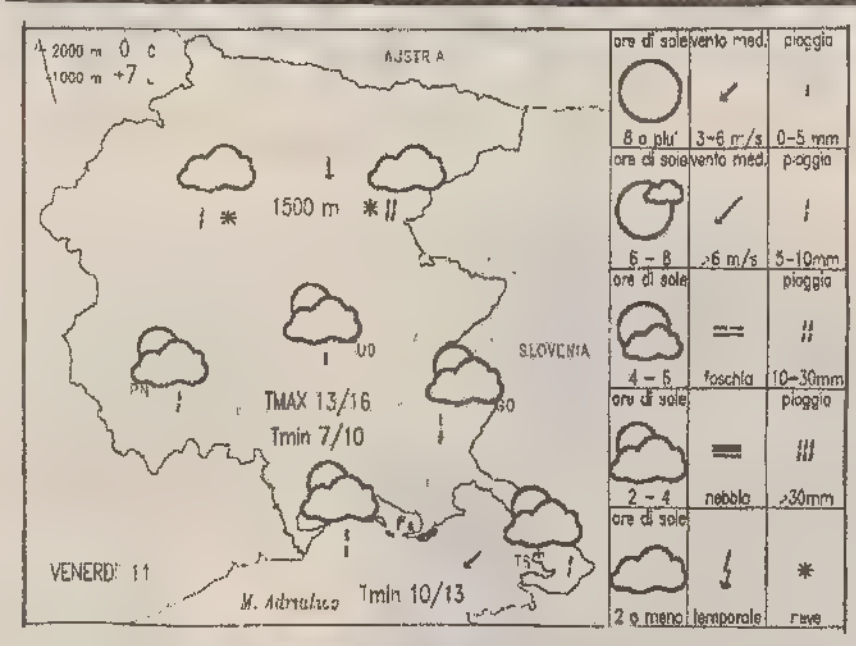 2000 m 0 C
1000 m +7 C
AUSTRIA
1500 m
UD
SLOVENIA
PN
GO
TMAX 13/16
Tmin 7/10
TS
VENERDI' 11
M. Adriatico
Tmin 10/13
ore di sole vento med. pioggia
8 o piu' 3-6 m/s 0-5 mm
ore di sole vento med. pioggia
6 - 8 >6 m/s 5-10mm
ore di sole pioggia
4 - 6 foschia 10-30mm
ore di sole pioggia
2 - 4 nebbia >30mm
ore di sole
2 o meno temporale neve